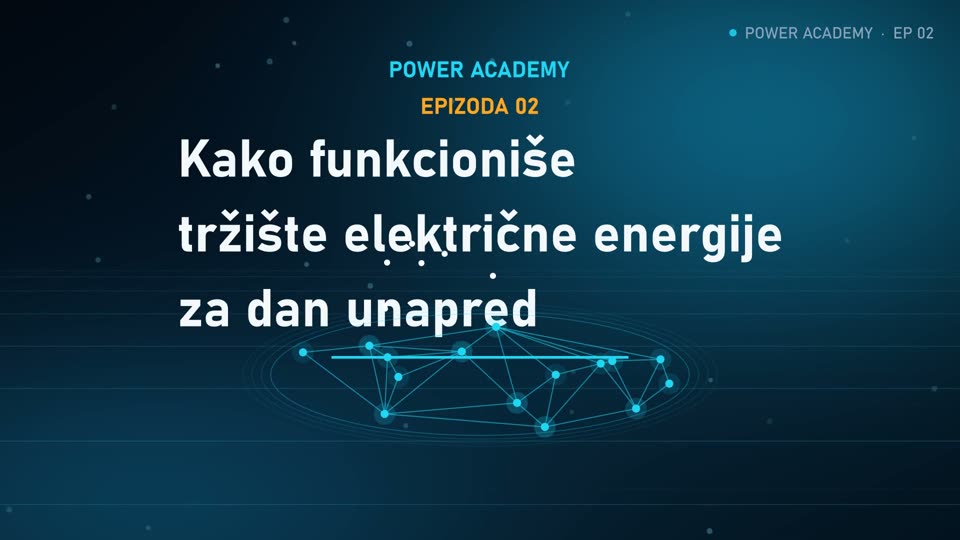 POWER ACADEMY · EP 02
POWER ACADEMY
EPIZODA 02
Kako funkcioniše
tržište električne energije
za dan unapred